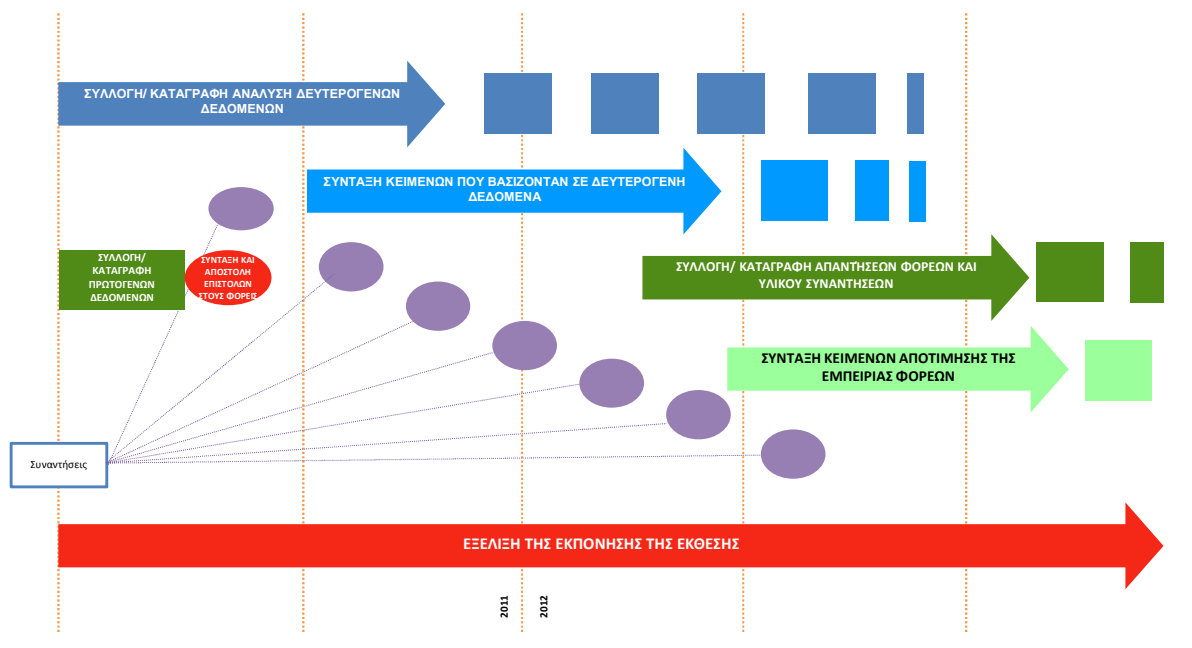 ΣΥΛΛΟΓΗ/ ΚΑΤΑΓΡΑΦΗ ΑΝΑΛΥΣΗ ΔΕΥΤΕΡΟΓΕΝΩΝ
ΔΕΔΟΜΕΝΩΝ
ΣΥΝΤΑΞΗ ΚΕΙΜΕΝΩΝ ΠΟΥ ΒΑΣΙΖΟΝΤΑΝ ΣΕ ΔΕΥΤΕΡΟΓΕΝΗ
ΔΕΔΟΜΕΝΑ
ΣΥΛΛΟΓΗ/
ΚΑΤΑΓΡΑΦΗ
ΠΡΩΤΟΓΕΝΩΝ
ΔΕΔΟΜΕΝΩΝ
ΣΥΝΤΑΞΗ ΚΑΙ
ΑΠΟΣΤΟΛΗ
ΕΠΙΣΤΟΛΩΝ
ΣΤΟΥΣ ΦΟΡΕΙΣ
ΣΥΛΛΟΓΗ/ ΚΑΤΑΓΡΑΦΗ ΑΠΑΝΤΉΣΕΩΝ ΦΟΡΕΩΝ ΚΑΙ
ΥΛΙΚΟΥ ΣΥΝΑΝΤΗΣΕΩΝ
ΣΥΝΤΑΞΗ ΚΕΙΜΕΝΩΝ ΑΠΟΤΙΜΗΣΗΣ ΤΗΣ
ΕΜΠΕΙΡΙΑΣ ΦΟΡΕΩΝ
Συναντήσεις
ΕΞΕΛΙΞΗ ΤΗΣ ΕΚΠΟΝΗΣΗΣ ΤΗΣ ΕΚΘΕΣΗΣ
2011
2012